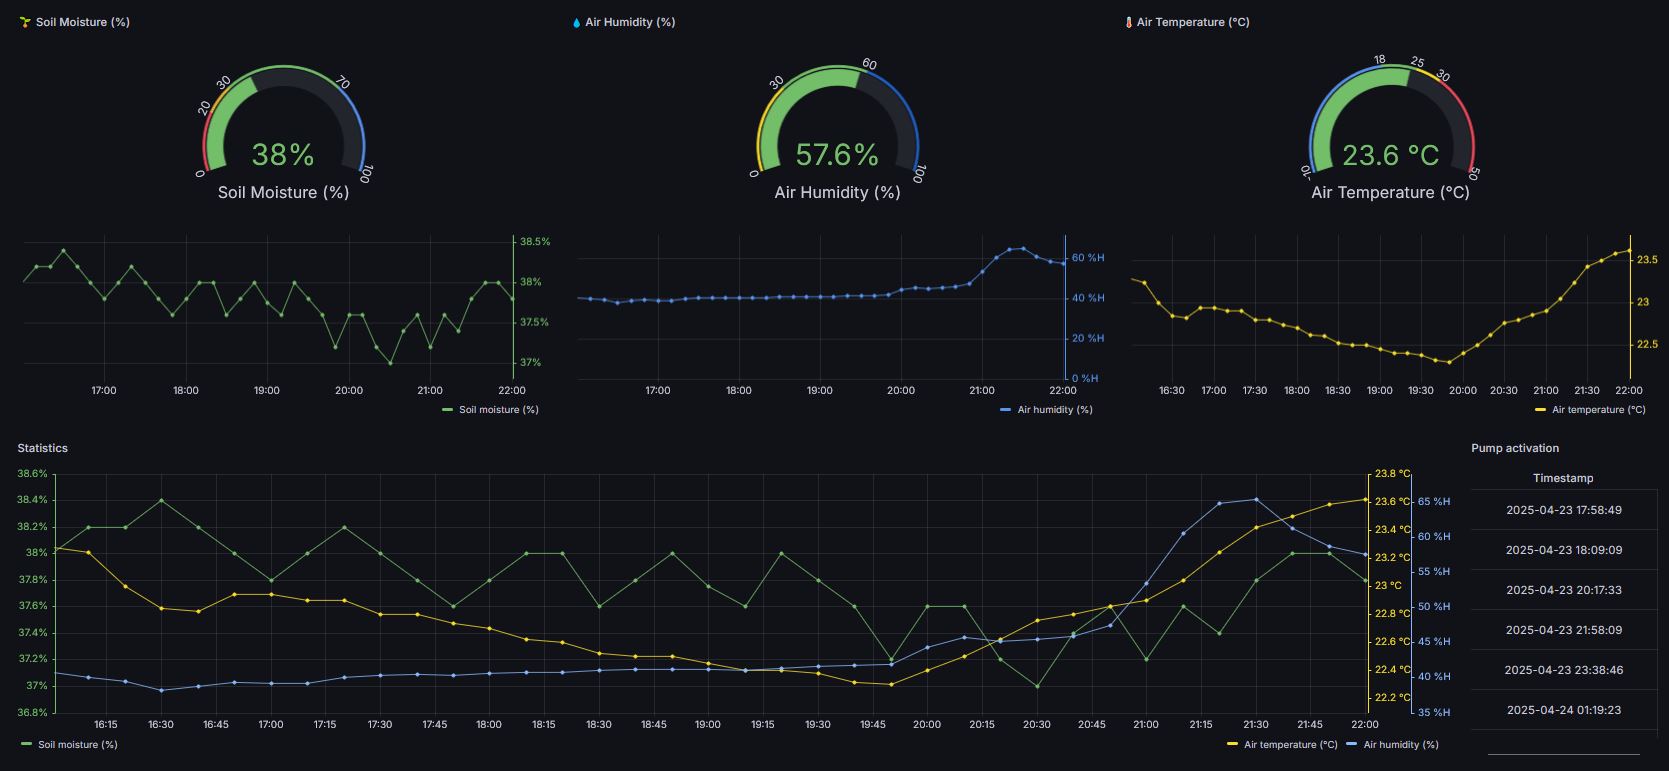 Soil Moisture (%)
Air Humidity (%)
Air Temperature (°C)
0
20
30
70
100
38%
Soil Moisture (%)
0
30
60
100
57.6%
Air Humidity (%)
18
25
30
50
23.6 °C
Air Temperature (°C)
38.5%
38%
37.5%
37%
17:00 18:00 19:00 20:00 21:00 22:00
Soil moisture (%)
60 %H
40 %H
20 %H
0 %H
17:00 18:00 19:00 20:00 21:00 22:00
Air humidity (%)
23.5
23
22.5
16:30 17:00 17:30 18:00 18:30 19:00 19:30 20:00 20:30 21:00 21:30 22:00
Air temperature (°C)
Statistics
38.6%
38.4%
38.2%
38%
37.8%
37.6%
37.4%
37.2%
37%
36.8%
23.8 °C
23.6 °C
23.4 °C
23.2 °C
23 °C
22.8 °C
22.6 °C
22.4 °C
22.2 °C
65 %H
60 %H
55 %H
50 %H
45 %H
40 %H
35 %H
16:15 16:30 16:45 17:00 17:15 17:30 17:45 18:00 18:15 18:30 18:45 19:00 19:15 19:30 19:45 20:00 20:15 20:30 20:45 21:00 21:15 21:30 21:45 22:00
Soil moisture (%)
Air temperature (°C) Air humidity (%)
Pump activation
Timestamp
2025-04-23 17:58:49
2025-04-23 18:09:09
2025-04-23 20:17:33
2025-04-23 21:58:09
2025-04-23 23:38:46
2025-04-24 01:19:23